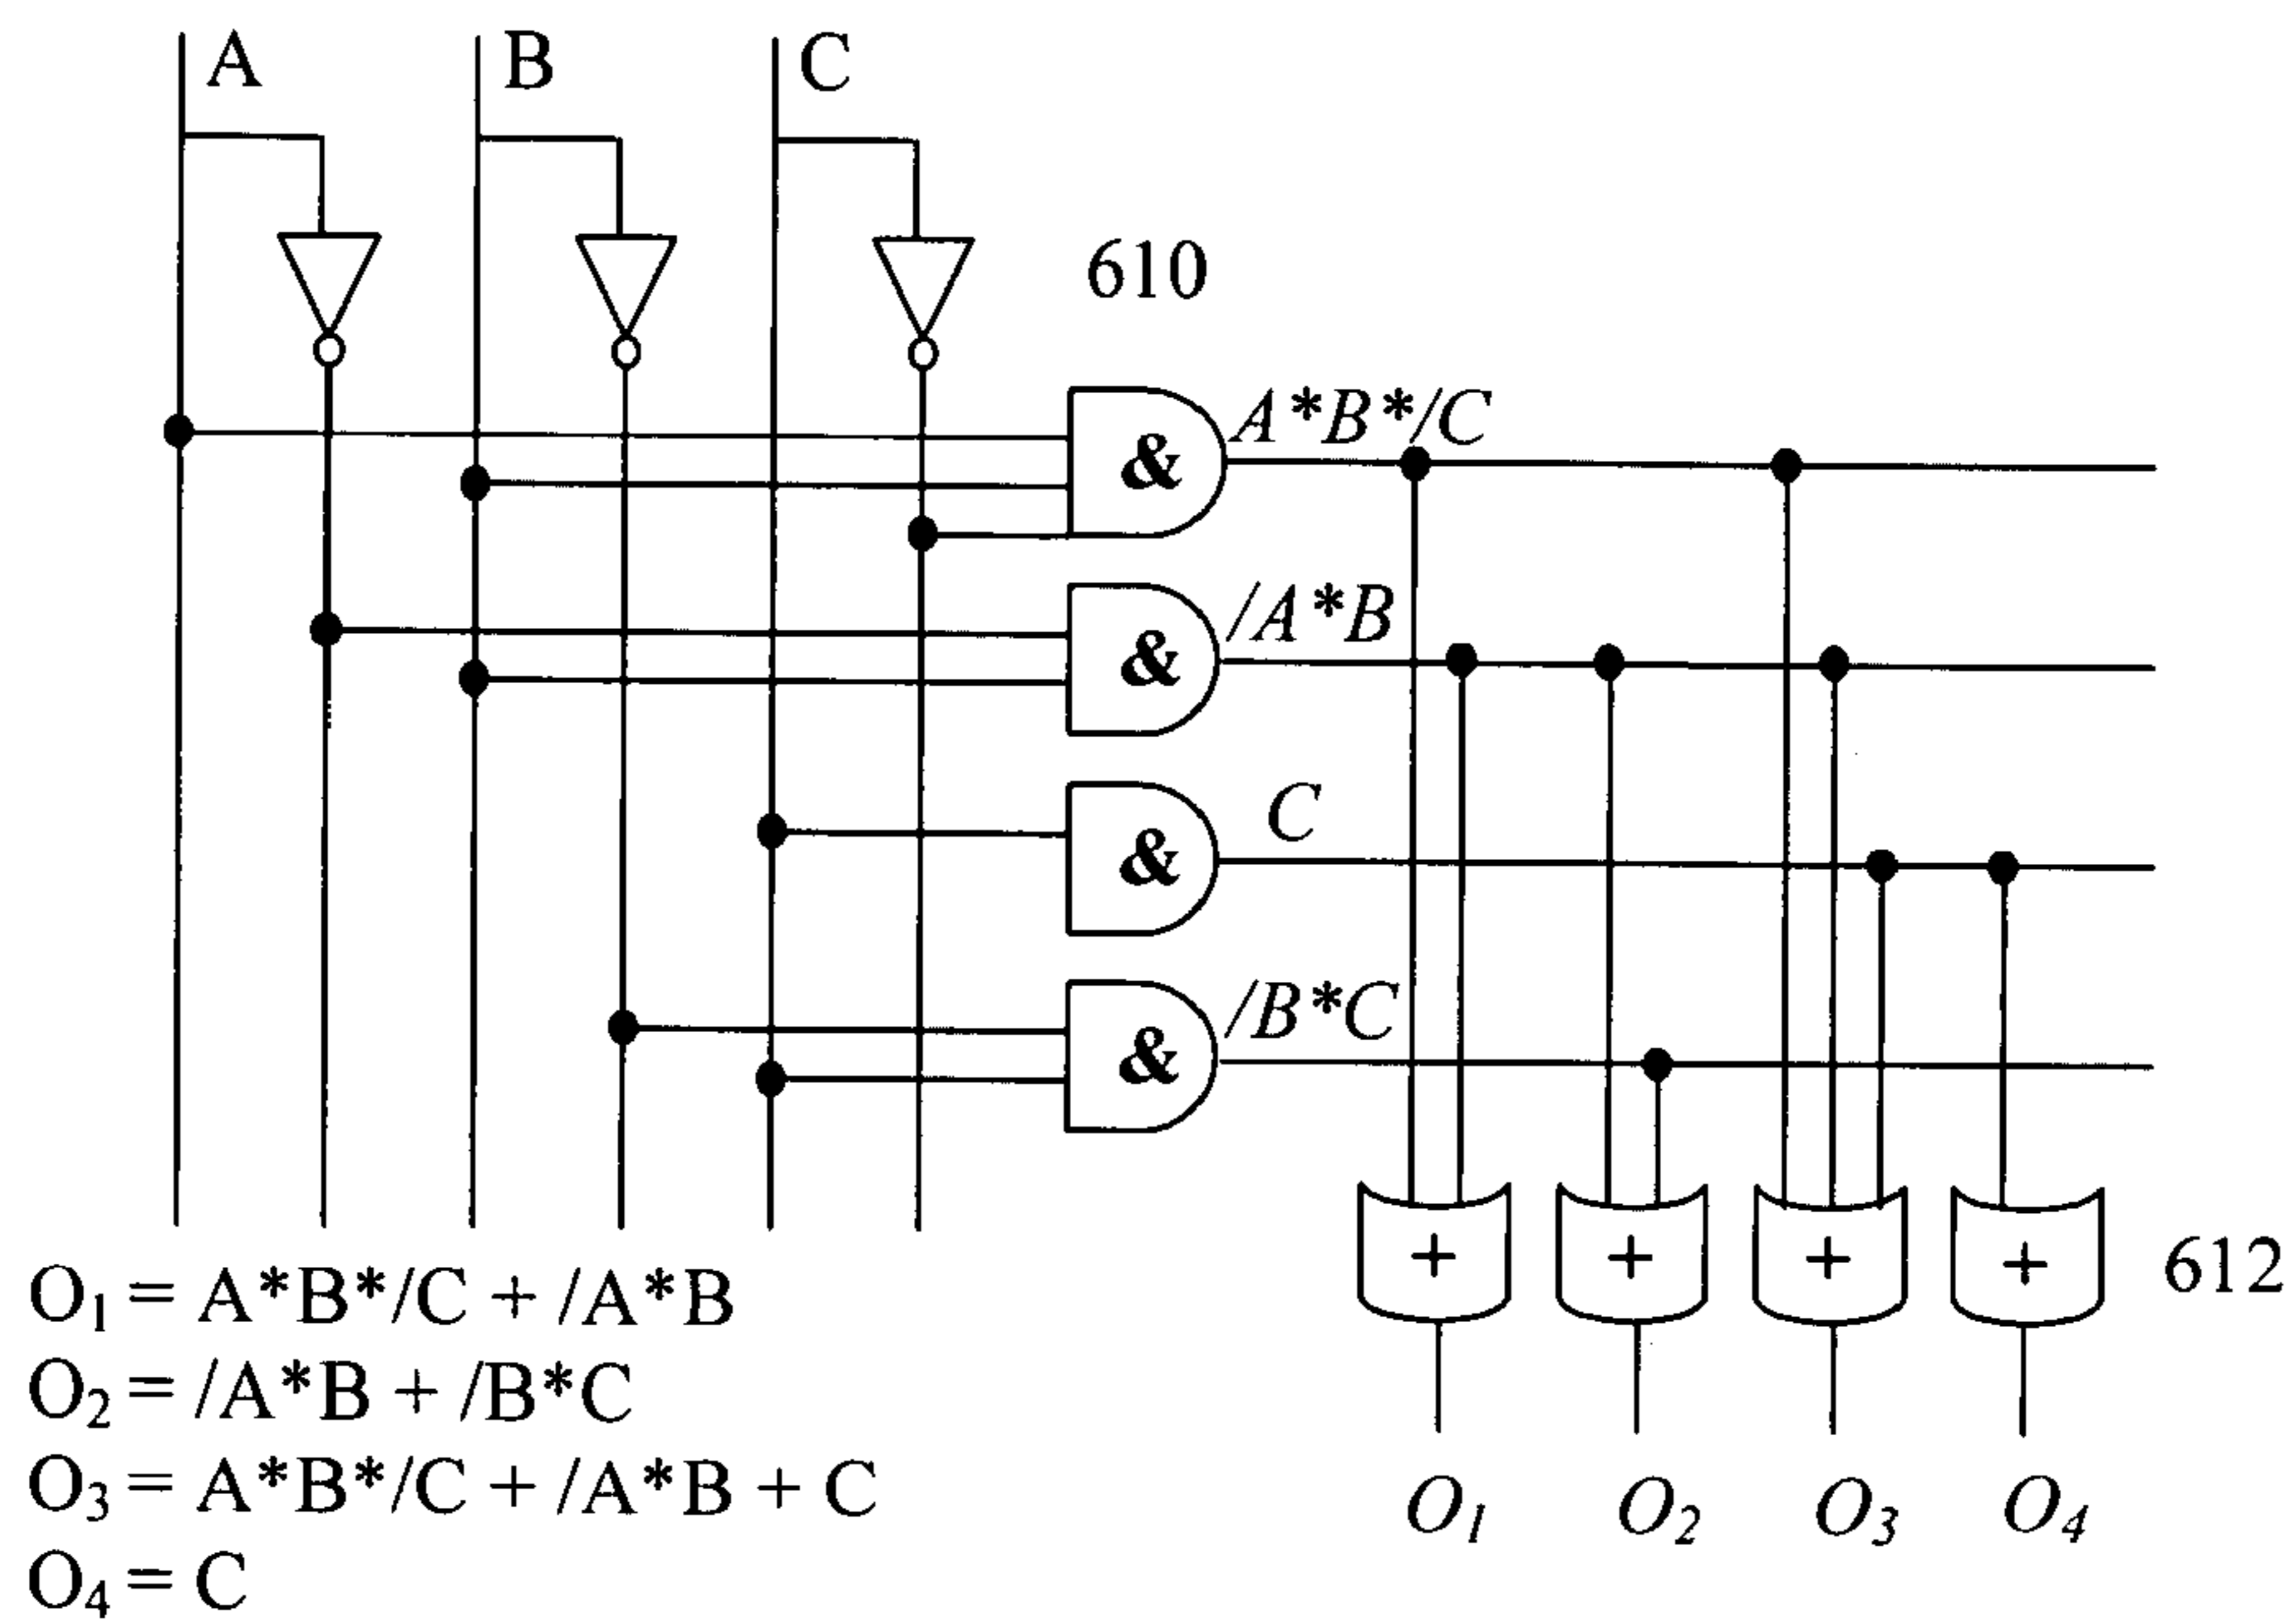 A B C
610
A*B*/C
&
/A*B
&
C
&
/B*C
&
+ + + +
612
O₁ = A*B*/C + /A*B
O₂ = /A*B + /B*C
O₃ = A*B*/C + /A*B + C
O₄ = C
O₁ O₂ O₃ O₄